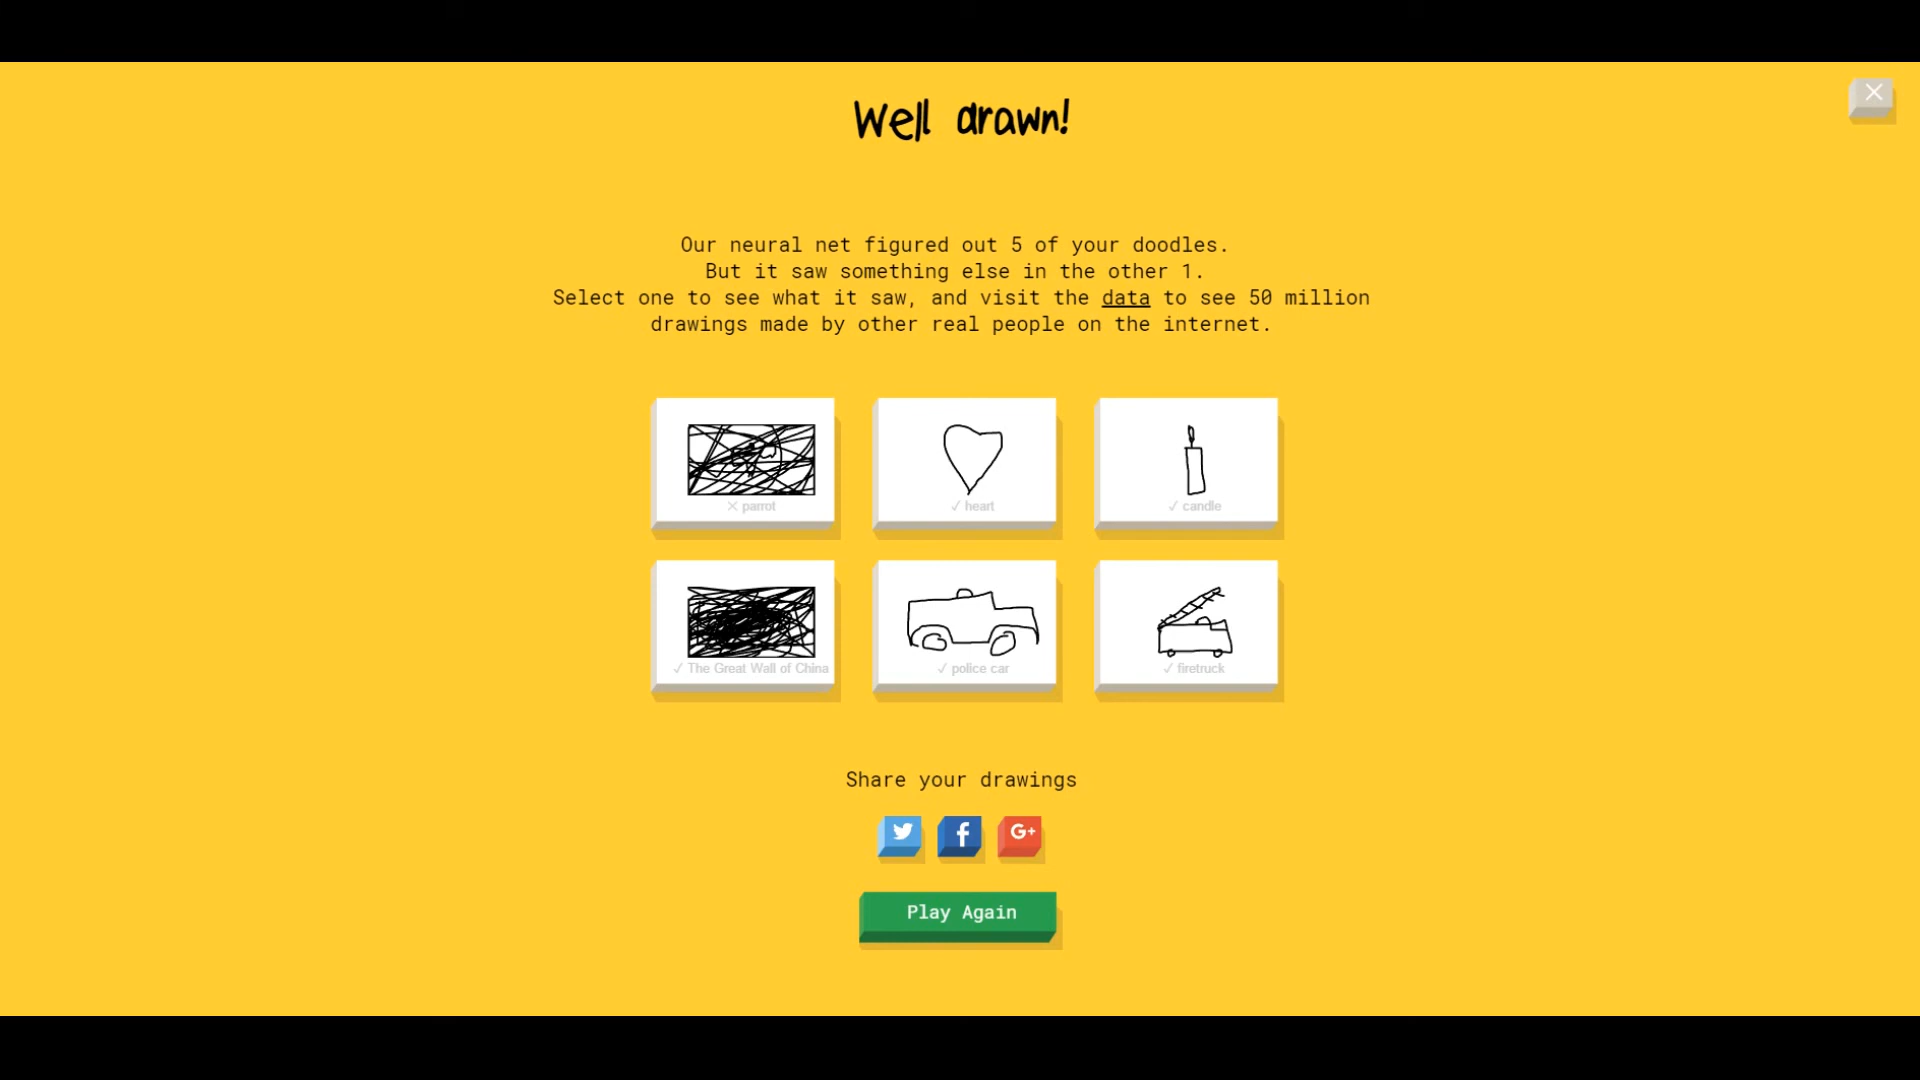 Well drawn!
Our neural net figured out 5 of your doodles.
But it saw something else in the other 1.
Select one to see what it saw, and visit the data to see 50 million
drawings made by other real people on the internet.
× parrot
✓ heart
✓ candle
✓ The Great Wall of China
✓ police car
✓ firetruck
Share your drawings
f
G+
Play Again